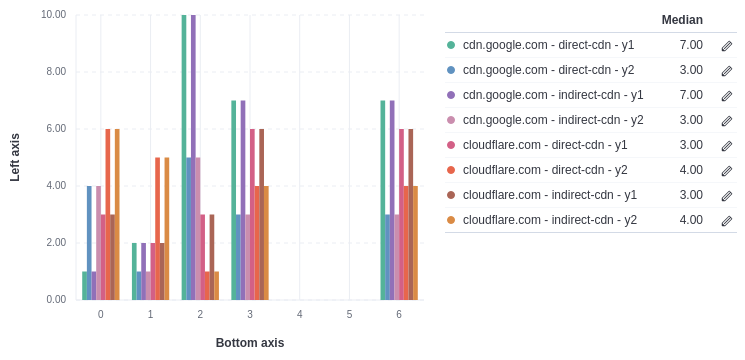 10.00
8.00
6.00
4.00
2.00
0.00
Left axis
0 1 2 3 4 5 6
Bottom axis
Median
cdn.google.com - direct-cdn - y1 7.00
cdn.google.com - direct-cdn - y2 3.00
cdn.google.com - indirect-cdn - y1 7.00
cdn.google.com - indirect-cdn - y2 3.00
cloudflare.com - direct-cdn - y1 3.00
cloudflare.com - direct-cdn - y2 4.00
cloudflare.com - indirect-cdn - y1 3.00
cloudflare.com - indirect-cdn - y2 4.00